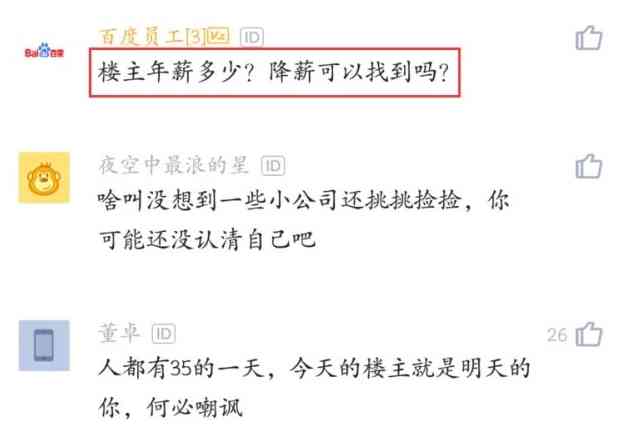 百度员工[3]V2 ID
Bai百度
楼主年薪多少？降薪可以找到吗？
夜空中最浪的星 ID
啥叫没想到一些小公司还挑挑捡捡，你
可能还没认清自己吧
董卓 ID 26
人都有35的一天，今天的楼主就是明天的
你，何必嘲讽